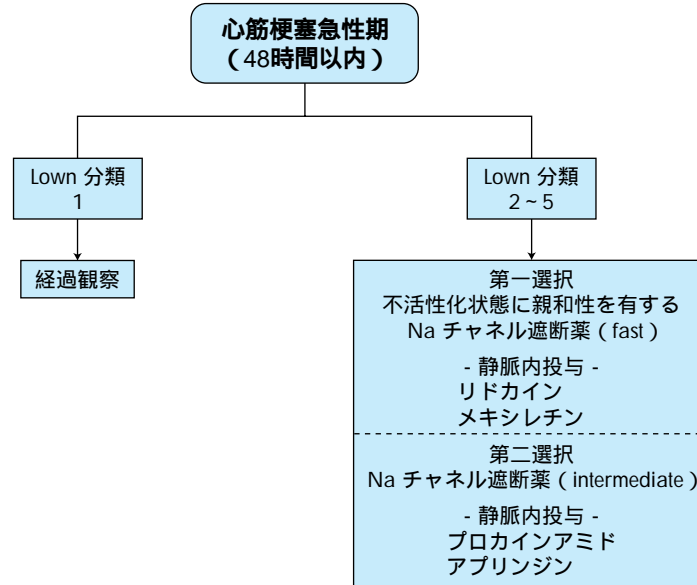 心筋梗塞急性期
（48時間以内）
Lown 分類
1
Lown 分類
2～5
経過観察
第一選択
不活性化状態に親和性を有する
Na チャネル遮断薬（fast）
- 静脈内投与 -
リドカイン
メキシレチン
第二選択
Na チャネル遮断薬（intermediate）
- 静脈内投与 -
プロカインアミド
アプリンジン